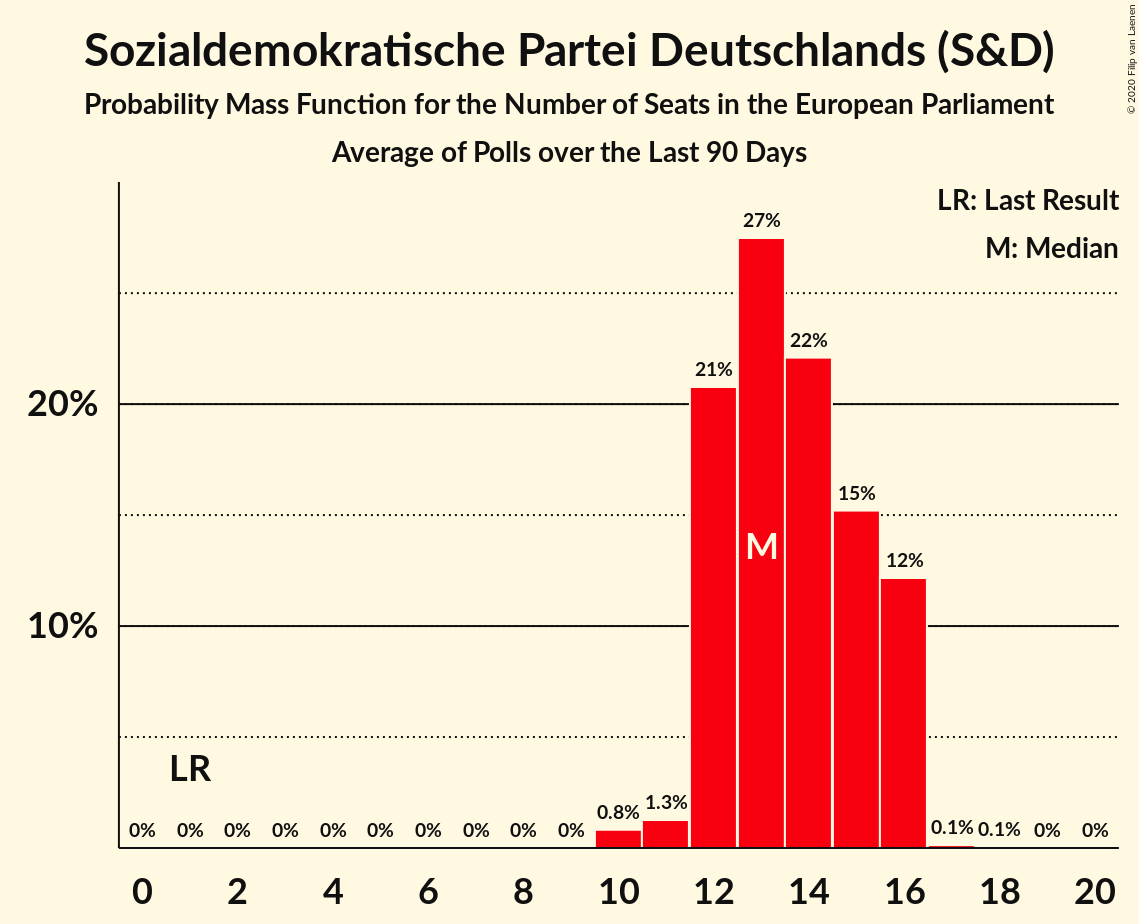 Sozialdemokratische Partei Deutschlands (S&D)
Probability Mass Function for the Number of Seats in the European Parliament
Average of Polls over the Last 90 Days
© 2020 Filip van Laenen
LR: Last Result
M: Median
27%
22%
21%
20%
15%
M
12%
10%
LR
0% 0% 0% 0% 0% 0% 0% 0% 0% 0% 0.8% 1.3% 0.1% 0.1% 0% 0%
0 2 4 6 8 10 12 14 16 18 20